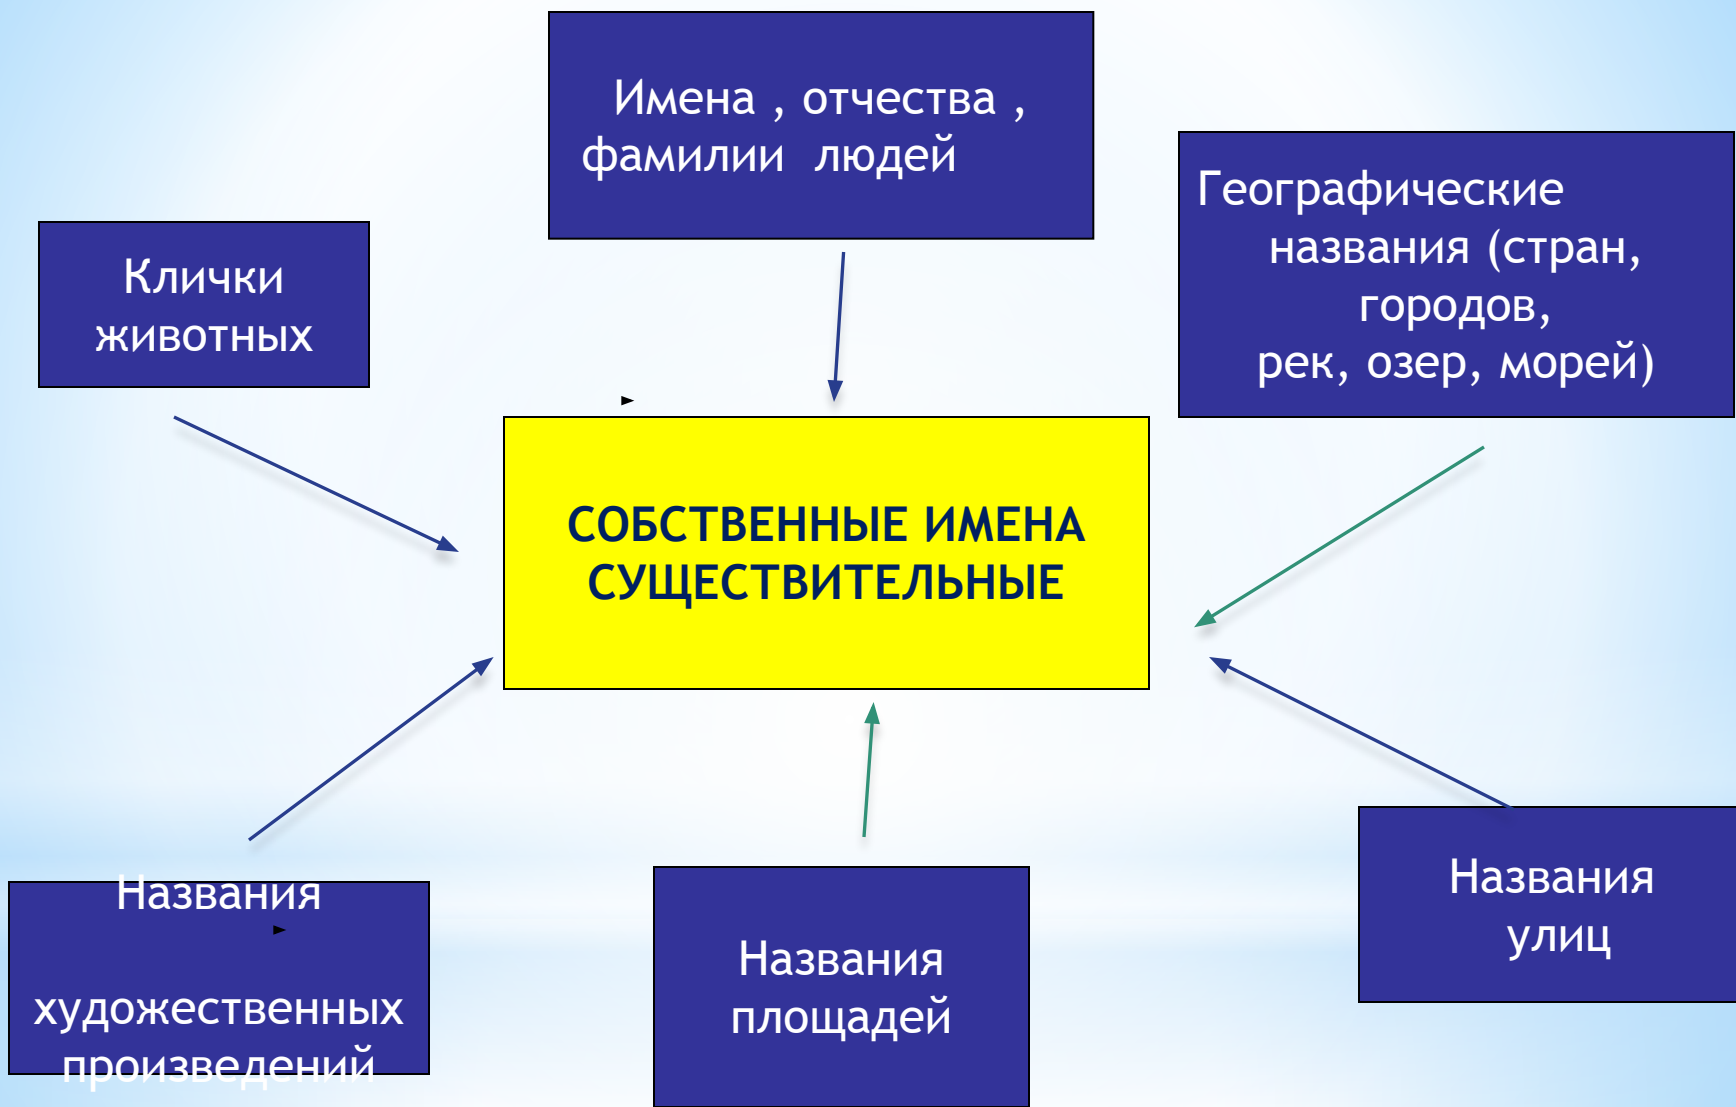 Имена , отчества ,
фамилии людей
Географические
названия (стран,
городов,
рек, озер, морей)
Клички
животных
СОБСТВЕННЫЕ ИМЕНА
СУЩЕСТВИТЕЛЬНЫЕ
Названия
художественных
произведений
Названия
площадей
Названия
улиц